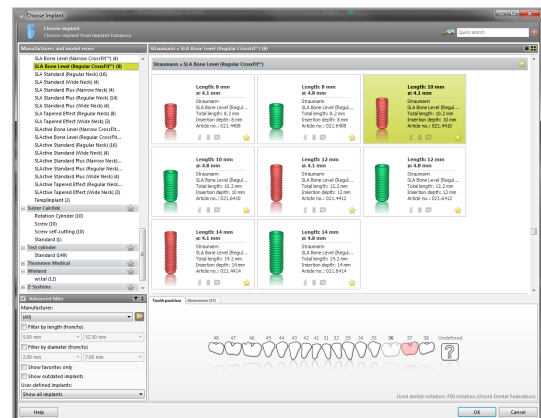 Choose Implant
Choose implant
Choose implant from Implant Database
Quick search
Manufacturers and model series
SLA Bone Level (Narrow CrossFit™) (4)
SLA Bone Level (Regular CrossFit™) (8)
SLA Standard (Regular Neck) (16)
SLA Standard (Wide Neck) (4)
SLA Standard Plus (Narrow Neck) (4)
SLA Standard Plus (Regular Neck) (14)
SLA Standard Plus (Wide Neck) (4)
SLA Tapered Effect (Regular Neck) (8)
SLA Tapered Effect (Wide Neck) (3)
SLActive Bone Level (Narrow CrossFit...
SLActive Bone Level (Regular CrossFit...
SLActive Standard (Regular Neck) (16)
SLActive Standard (Wide Neck) (4)
SLActive Standard Plus (Narrow Neck)...
SLActive Standard Plus (Regular Neck...
SLActive Standard Plus (Wide Neck) (8)
SLActive Tapered Effect (Regular Neck...
SLActive Tapered Effect (Wide Neck) (3)
TempImplant (2)
Sulzer Calcitek
Rotation Cylinder (10)
Screw (10)
Screw self-cutting (10)
Standard (1)
Test cylinder
Standard (149)
Thommen Medical
Wieland
wi.tal (12)
Z-Systems
Straumann » SLA Bone Level (Regular CrossFit™) (8)
Straumann » SLA Bone Level (Regular CrossFit™)
Length: 8 mm
ø: 4.1 mm
Straumann
SLA Bone Level (Regul...
Total length: 8.2 mm
Insertion depth: 8 mm
Article no.: 021.4408
Length: 8 mm
ø: 4.8 mm
Straumann
SLA Bone Level (Regul...
Total length: 8.2 mm
Insertion depth: 8 mm
Article no.: 021.6408
Length: 10 mm
ø: 4.1 mm
Straumann
SLA Bone Level (Regul...
Total length: 10.2 mm
Insertion depth: 10 mm
Article no.: 021.4410
Length: 10 mm
ø: 4.8 mm
Straumann
SLA Bone Level (Regul...
Total length: 10.2 mm
Insertion depth: 10 mm
Article no.: 021.6410
Length: 12 mm
ø: 4.1 mm
Straumann
SLA Bone Level (Regul...
Total length: 12.2 mm
Insertion depth: 12 mm
Article no.: 021.4412
Length: 12 mm
ø: 4.8 mm
Straumann
SLA Bone Level (Regul...
Total length: 12.2 mm
Insertion depth: 12 mm
Article no.: 021.6412
Length: 14 mm
ø: 4.1 mm
Straumann
SLA Bone Level (Regul...
Total length: 14.2 mm
Insertion depth: 14 mm
Article no.: 021.4414
Length: 14 mm
ø: 4.8 mm
Straumann
SLA Bone Level (Regul...
Total length: 14.2 mm
Insertion depth: 14 mm
Article no.: 021.6414
Advanced filter
Manufacturer:
(All)
Filter by length (from/to)
5.00 mm
52.50 mm
Filter by diameter (from/to)
2.00 mm
7.00 mm
Show favorites only
Show outdated implants
User-defined implants:
Show all implants
Tooth position
Abutments (33)
48 47 46 45 44 43 42 41 31 32 33 34 35 36 37 38 Undefined
?
Used dental notation: FDI notation (World Dental Federation)
Help
OK
Cancel